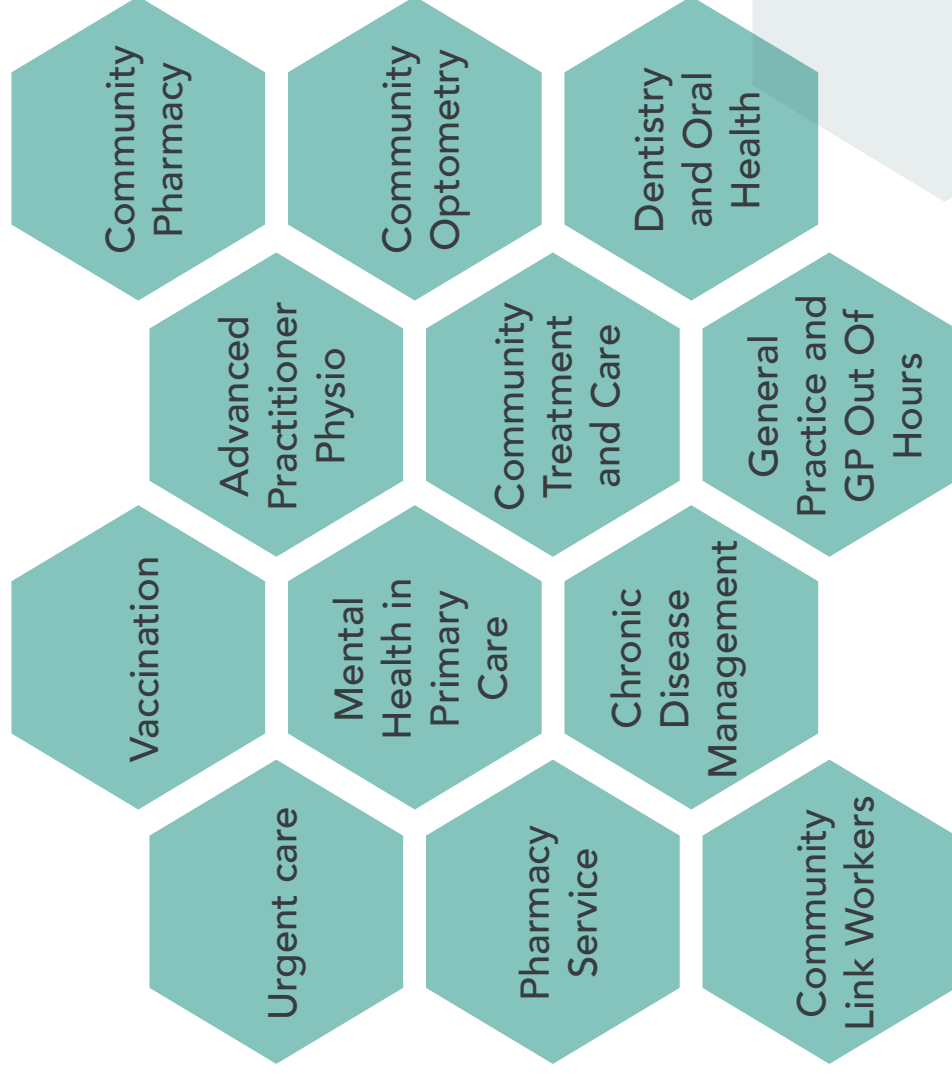 Vaccination
Community
Pharmacy
Urgent care
Advanced
Practitioner
Physio
Mental
Health in
Primary
Care
Community
Optometry
Pharmacy
Service
Community
Treatment
and Care
Chronic
Disease
Management
Dentistry
and Oral
Health
Community
Link Workers
General
Practice and
GP Out Of
Hours